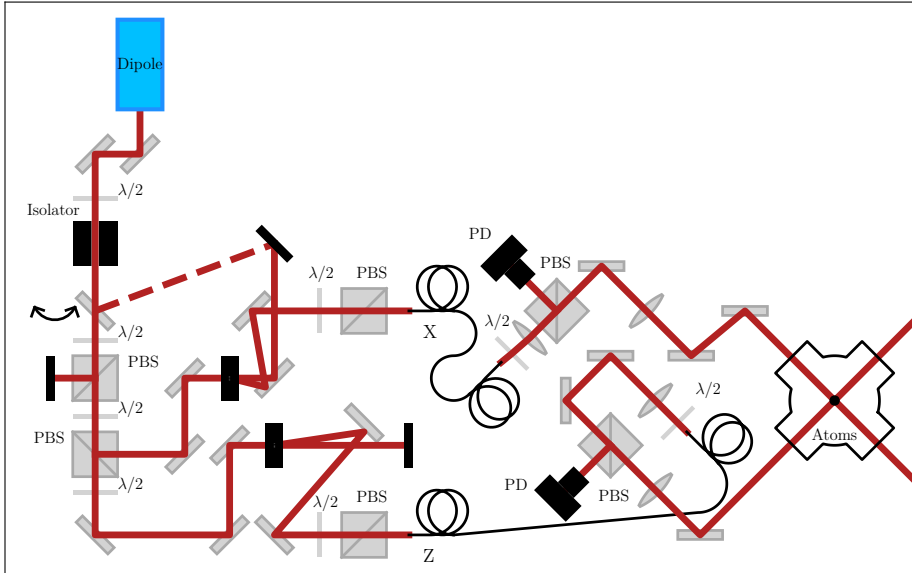 Dipole
λ/2
Isolator
PD
PBS
λ/2
PBS
λ/2
X
λ/2
PBS
λ/2
λ/2
PBS
Atoms
λ/2
λ/2
PBS
PD
PBS
Z